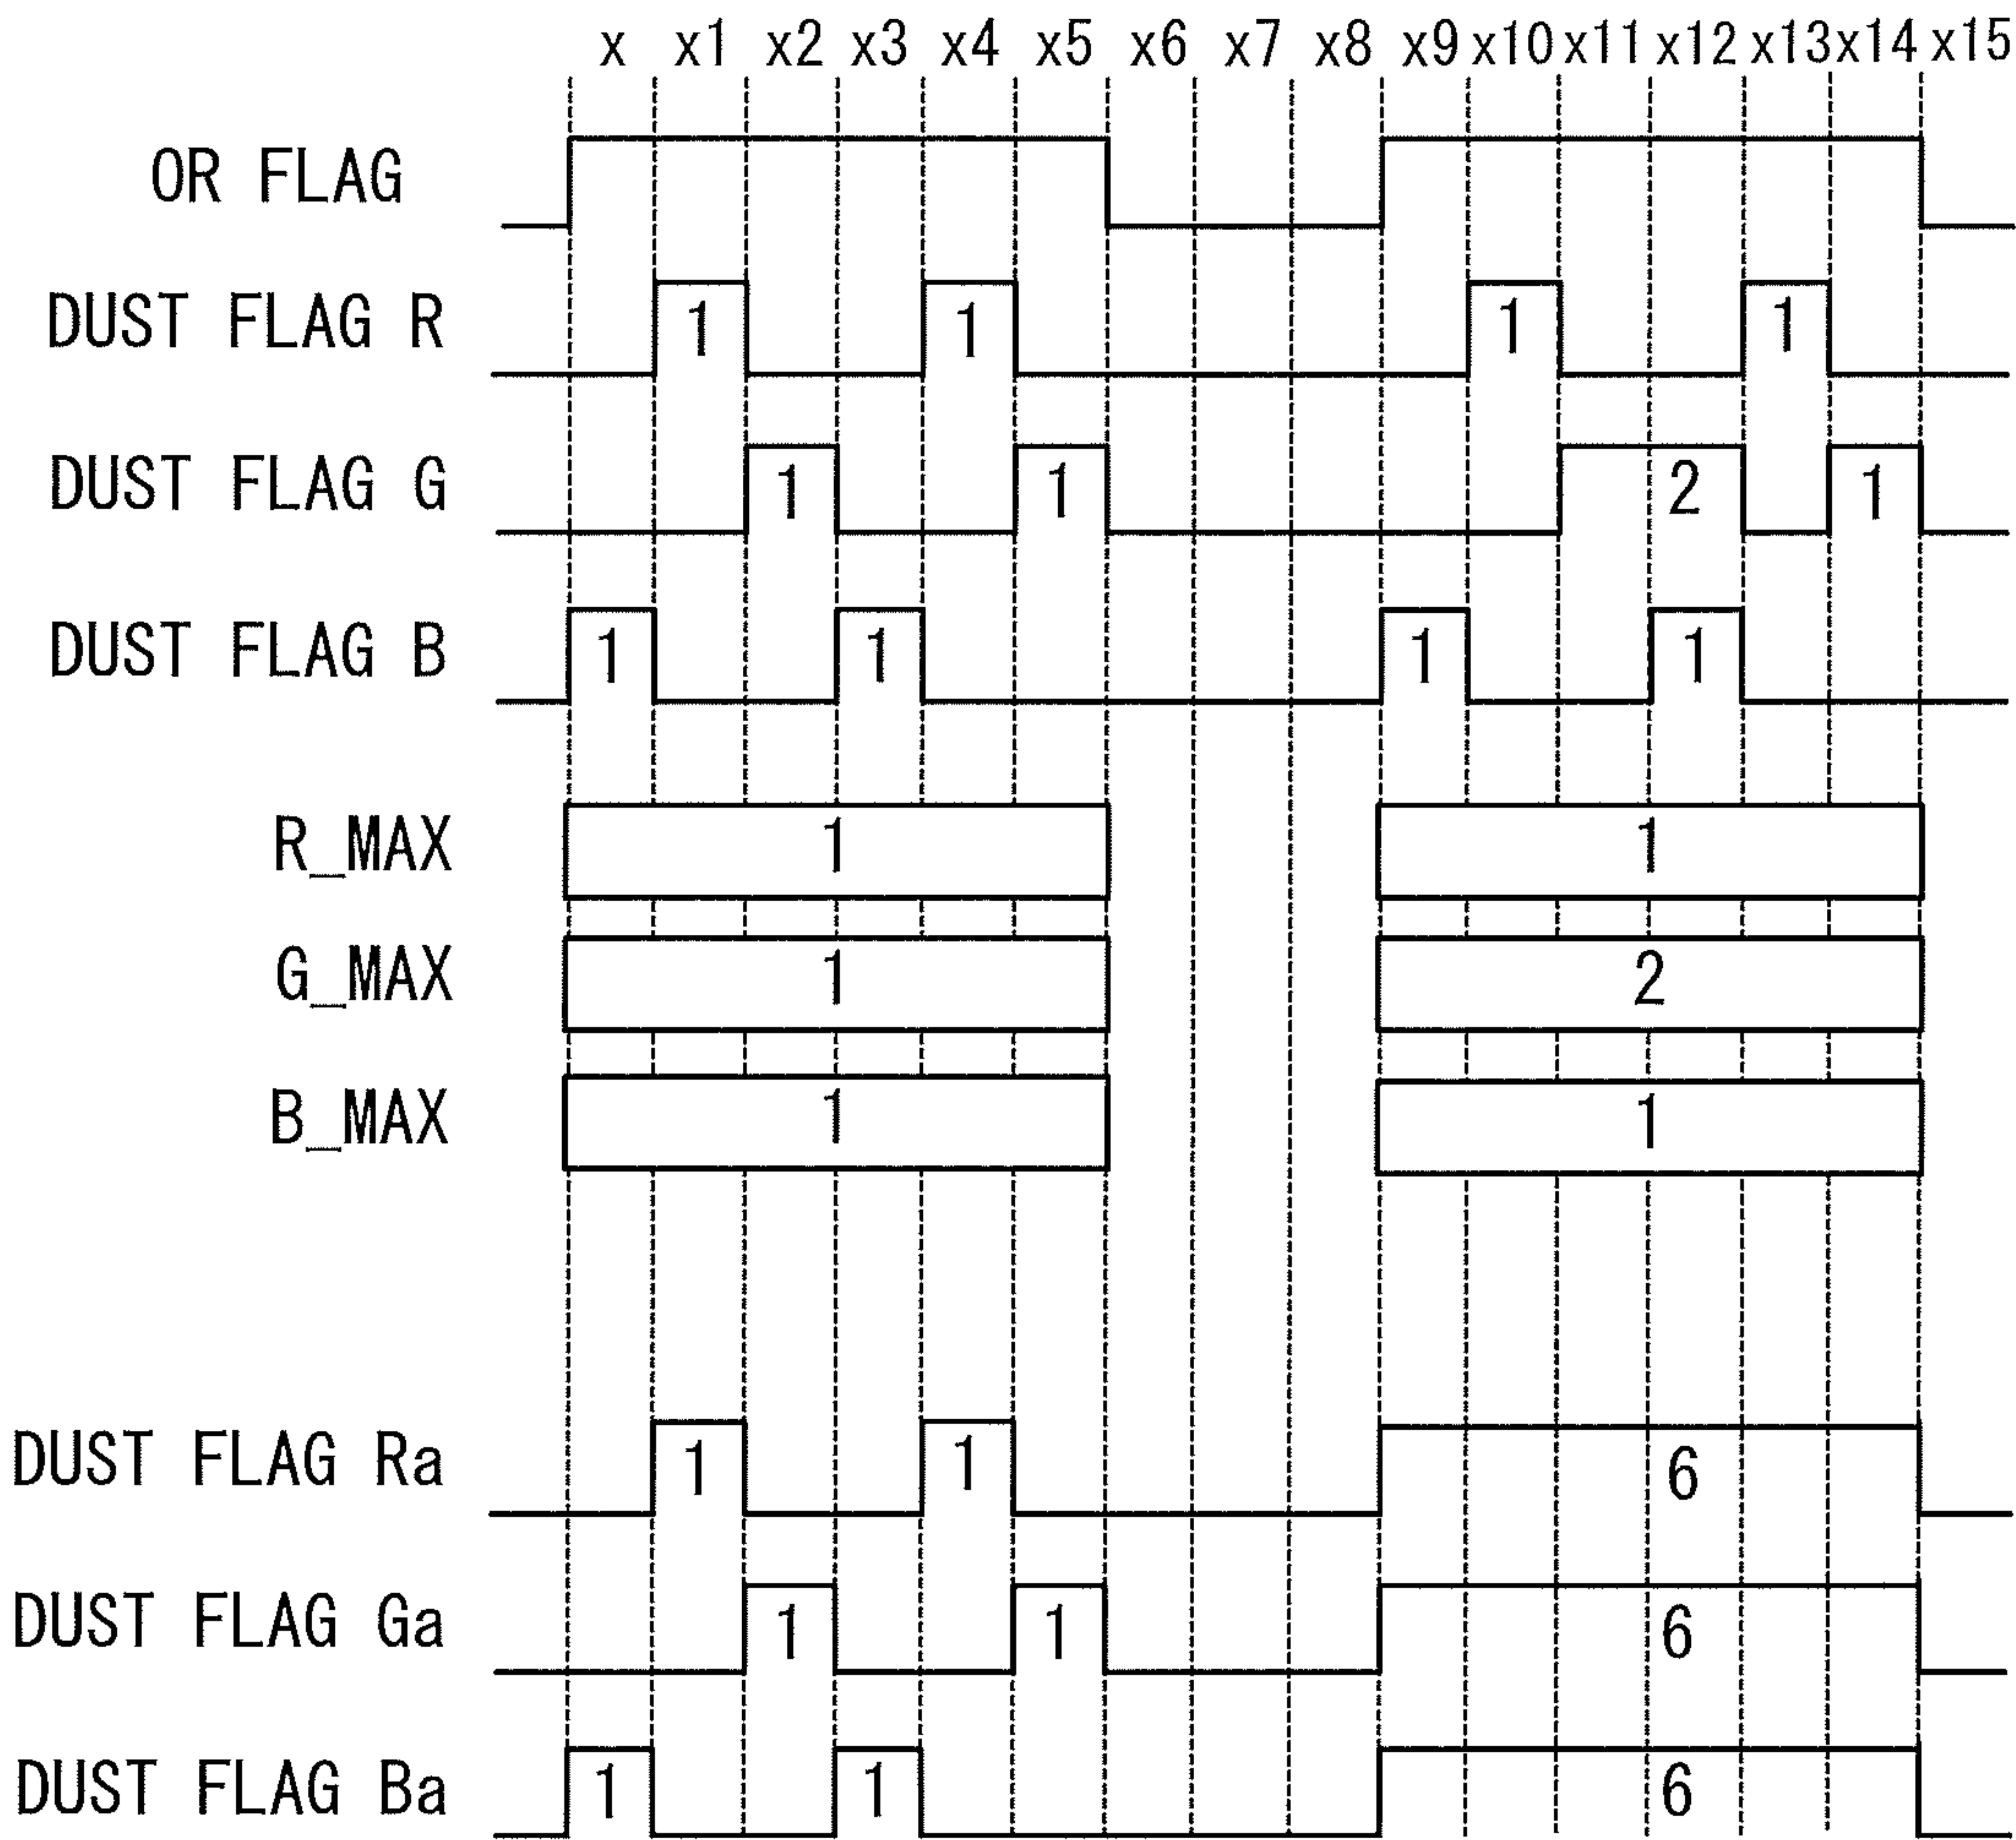 x x1 x2 x3 x4 x5 x6 x7 x8 x9 x10 x11 x12 x13 x14 x15
OR FLAG
DUST FLAG R 1 1 1 1
DUST FLAG G 1 1 2 1
DUST FLAG B 1 1 1 1
R_MAX 1 1
G_MAX 1 2
B_MAX 1 1
DUST FLAG Ra 1 1 6
DUST FLAG Ga 1 1 6
DUST FLAG Ba 1 1 6